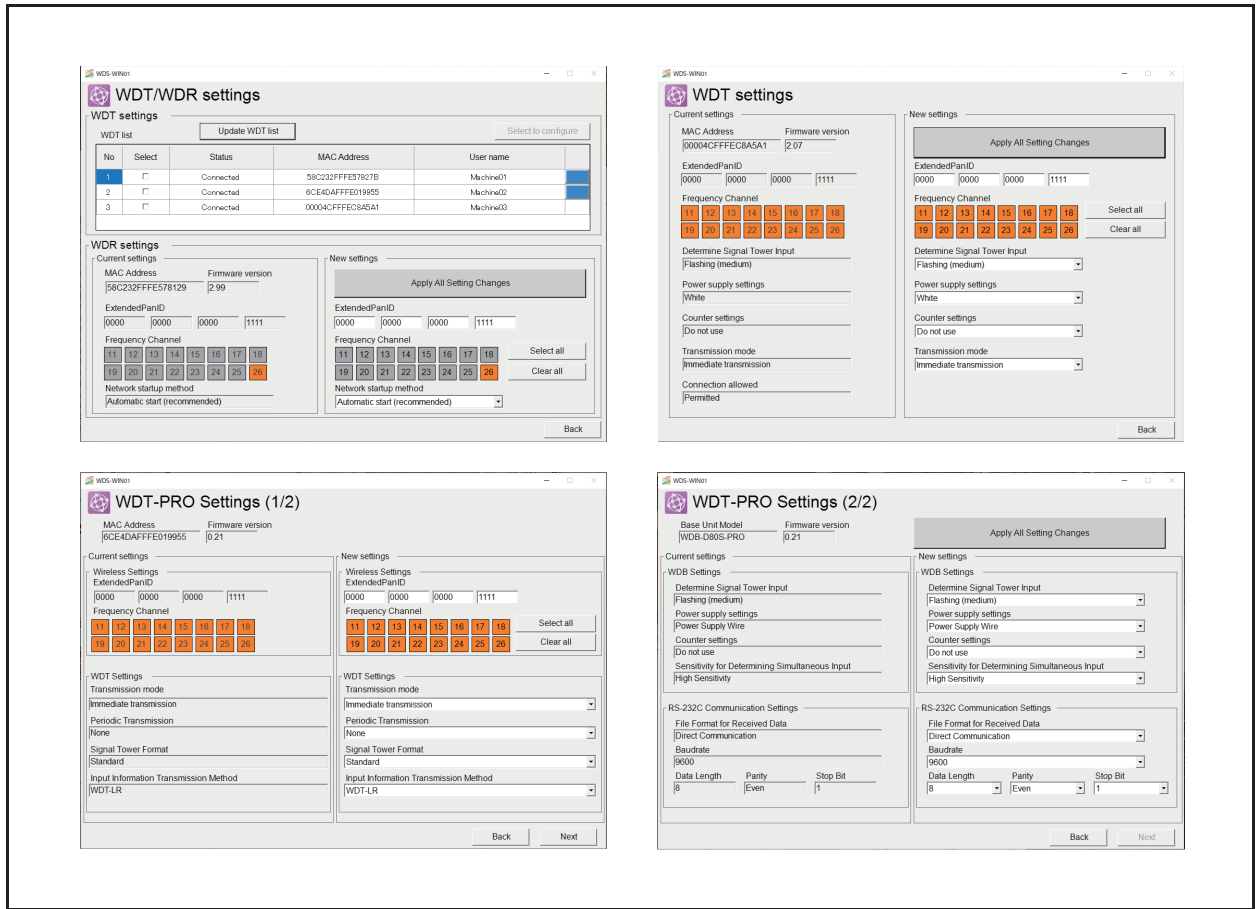 WDS-WIN01
WDT/WDR settings
WDT settings
WDT list
Update WDT list
Select to configure
No Select Status MAC Address User name
1 Connected 58C232FFFE57927B Machine01
2 Connected 6CE4DAFFFE019955 Machine02
3 Connected 00004CFFFEC8A5A1 Machine03
WDR settings
Current settings
MAC Address Firmware version
58C232FFFE578129 2.99
ExtendedPanID
0000 0000 0000 1111
Frequency Channel
11 12 13 14 15 16 17 18
19 20 21 22 23 24 25 26
Network startup method
Automatic start (recommended)
New settings
Apply All Setting Changes
ExtendedPanID
0000 0000 0000 1111
Frequency Channel
11 12 13 14 15 16 17 18 Select all
19 20 21 22 23 24 25 26 Clear all
Network startup method
Automatic start (recommended)
Back
WDS-WIN01
WDT settings
Current settings
MAC Address Firmware version
00004CFFFEC8A5A1 2.07
ExtendedPanID
0000 0000 0000 1111
Frequency Channel
11 12 13 14 15 16 17 18
19 20 21 22 23 24 25 26
Determine Signal Tower Input
Flashing (medium)
Power supply settings
White
Counter settings
Do not use
Transmission mode
Immediate transmission
Connection allowed
Permitted
New settings
Apply All Setting Changes
ExtendedPanID
0000 0000 0000 1111
Frequency Channel
11 12 13 14 15 16 17 18 Select all
19 20 21 22 23 24 25 26 Clear all
Determine Signal Tower Input
Flashing (medium)
Power supply settings
White
Counter settings
Do not use
Transmission mode
Immediate transmission
Back
WDS-WIN01
WDT-PRO Settings (1/2)
MAC Address Firmware version
6CE4DAFFFE019955 0.21
Current settings
Wireless Settings
ExtendedPanID
0000 0000 0000 1111
Frequency Channel
11 12 13 14 15 16 17 18
19 20 21 22 23 24 25 26
WDT Settings
Transmission mode
Immediate transmission
Periodic Transmission
None
Signal Tower Format
Standard
Input Information Transmission Method
WDT-LR
New settings
Wireless Settings
ExtendedPanID
0000 0000 0000 1111
Frequency Channel
11 12 13 14 15 16 17 18 Select all
19 20 21 22 23 24 25 26 Clear all
WDT Settings
Transmission mode
Immediate transmission
Periodic Transmission
None
Signal Tower Format
Standard
Input Information Transmission Method
WDT-LR
Back Next
WDS-WIN01
WDT-PRO Settings (2/2)
Base Unit Model Firmware version
WDB-D80S-PRO 0.21
Apply All Setting Changes
Current settings
WDB Settings
Determine Signal Tower Input
Flashing (medium)
Power supply settings
Power Supply Wire
Counter settings
Do not use
Sensitivity for Determining Simultaneous Input
High Sensitivity
RS-232C Communication Settings
File Format for Received Data
Direct Communication
Baudrate
9600
Data Length Parity Stop Bit
8 Even 1
New settings
WDB Settings
Determine Signal Tower Input
Flashing (medium)
Power supply settings
Power Supply Wire
Counter settings
Do not use
Sensitivity for Determining Simultaneous Input
High Sensitivity
RS-232C Communication Settings
File Format for Received Data
Direct Communication
Baudrate
9600
Data Length Parity Stop Bit
8 Even 1
Back Next